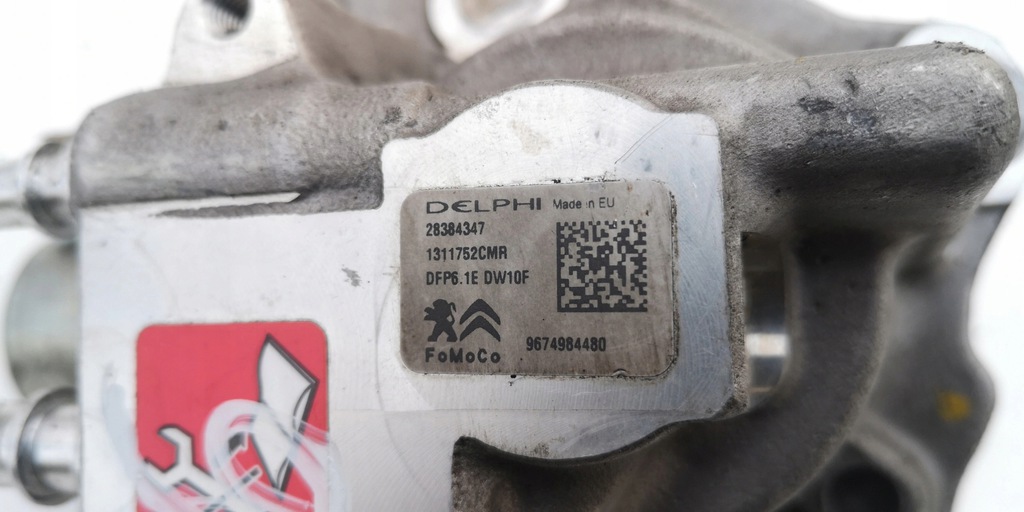 DELPHI Made in EU
28384347
1311752CMR
DFP6.1E DW10F
FoMoCo
9674984480